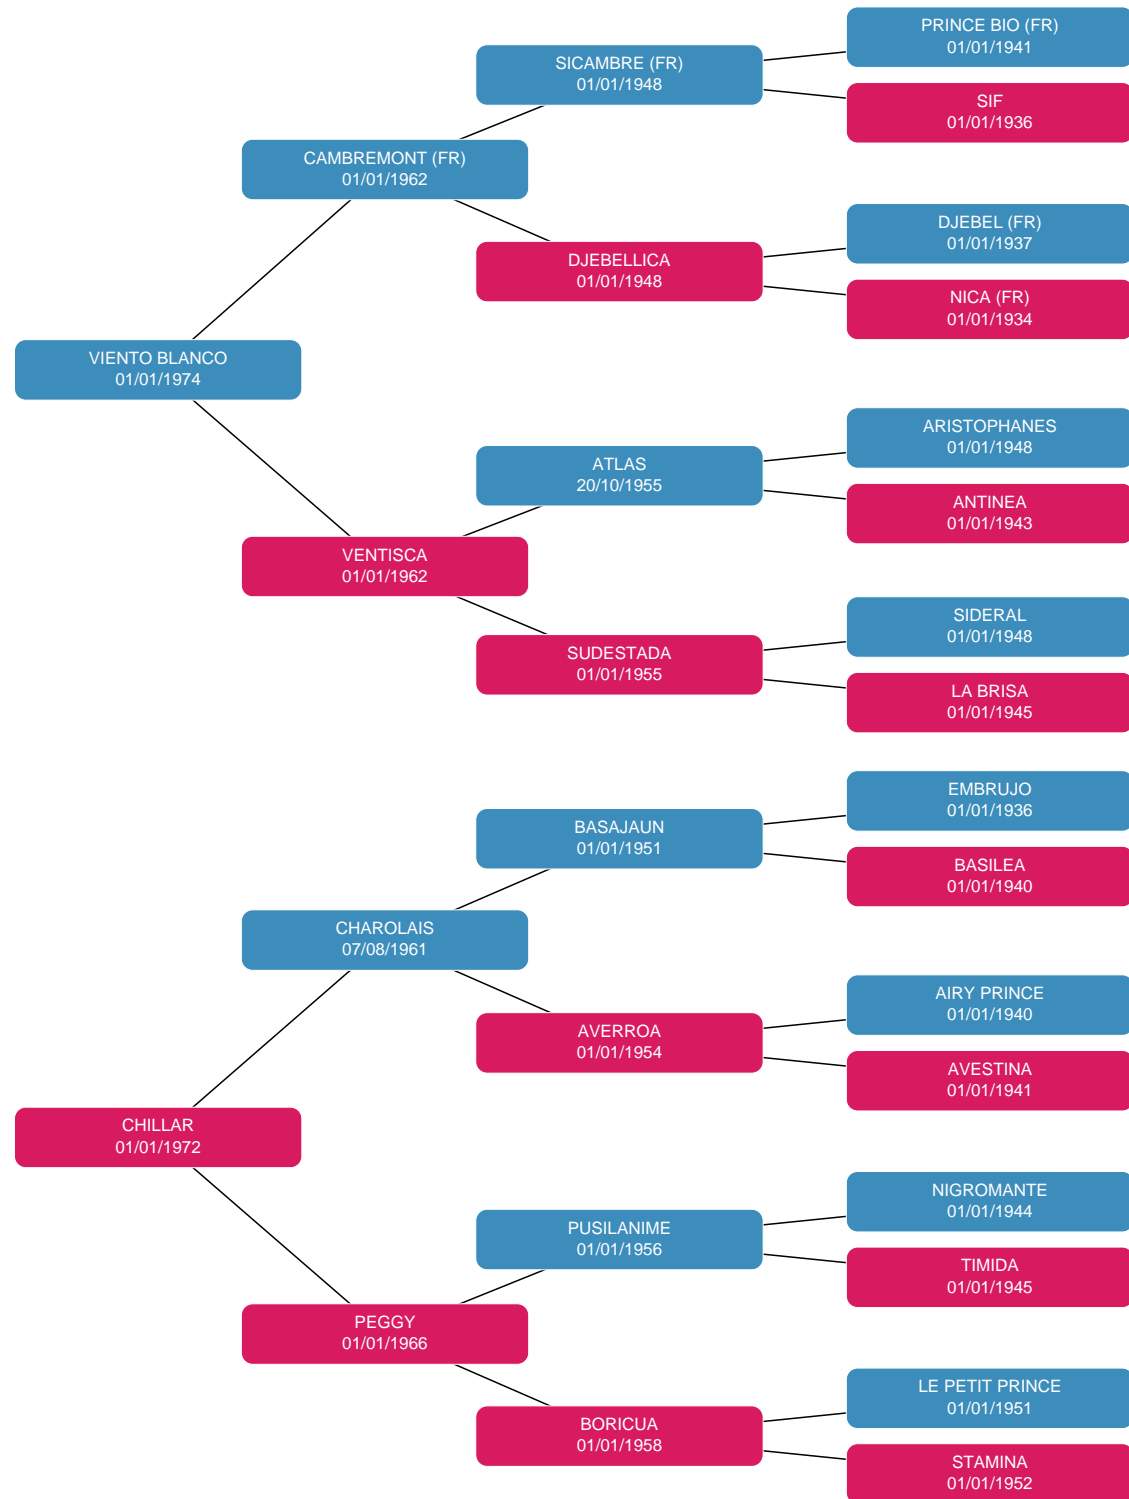 PRINCE BIO (FR)
01/01/1941
SICAMBRE (FR)
01/01/1948
SIF
01/01/1936
CAMBREMONT (FR)
01/01/1962
DJEBEL (FR)
01/01/1937
DJEBELLICA
01/01/1948
NICA (FR)
01/01/1934
VIENTO BLANCO
01/01/1974
ARISTOPHANES
01/01/1948
ATLAS
20/10/1955
ANTINEA
01/01/1943
VENTISCA
01/01/1962
SIDERAL
01/01/1948
SUDESTADA
01/01/1955
LA BRISA
01/01/1945
EMBRUJO
01/01/1936
BASAJAUN
01/01/1951
BASILEA
01/01/1940
CHAROLAIS
07/08/1961
AIRY PRINCE
01/01/1940
AVERROA
01/01/1954
AVESTINA
01/01/1941
CHILLAR
01/01/1972
NIGROMANTE
01/01/1944
PUSILANIME
01/01/1956
TIMIDA
01/01/1945
PEGGY
01/01/1966
LE PETIT PRINCE
01/01/1951
BORICUA
01/01/1958
STAMINA
01/01/1952